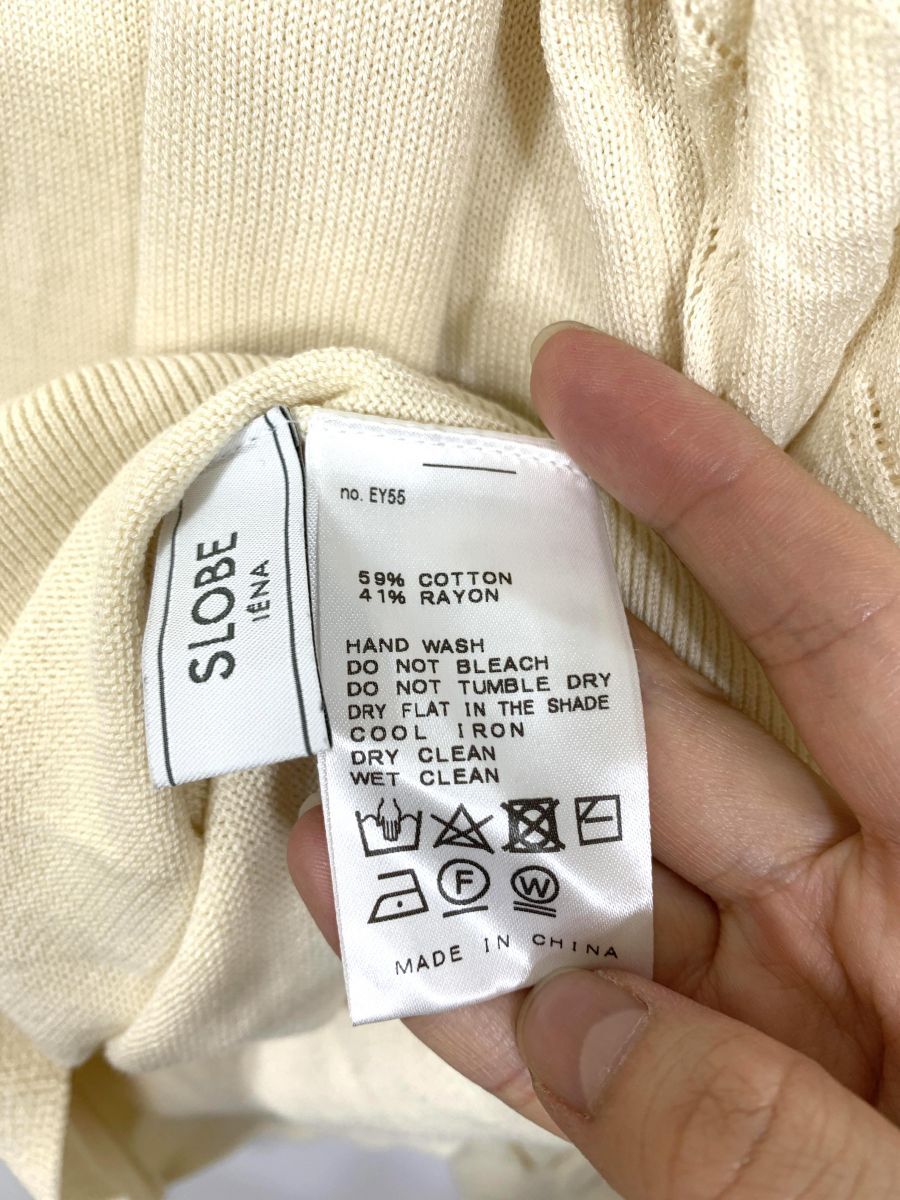 SLOBE
IÉNA
no. EY55
59% COTTON
41% RAYON
HAND WASH
DO NOT BLEACH
DO NOT TUMBLE DRY
DRY FLAT IN THE SHADE
COOL IRON
DRY CLEAN
WET CLEAN
F
W
MADE IN CHINA